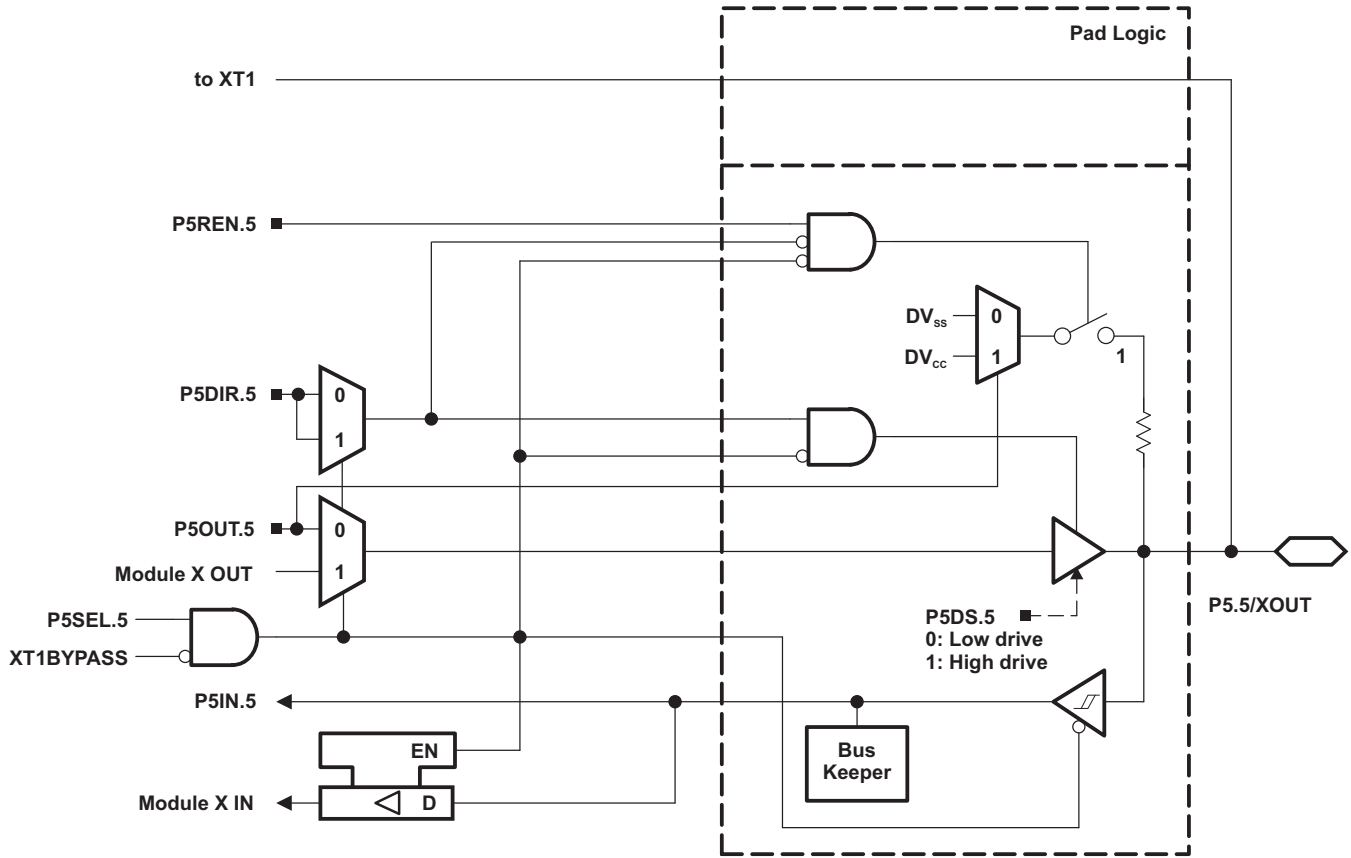 Pad Logic
to XT1
P5REN.5
DVss
0
DVcc
1
1
P5DIR.5
0
1
P5OUT.5
0
Module X OUT
1
P5SEL.5
XT1BYPASS
P5DS.5
0: Low drive
1: High drive
P5.5/XOUT
P5IN.5
Bus
Keeper
EN
Module X IN
D